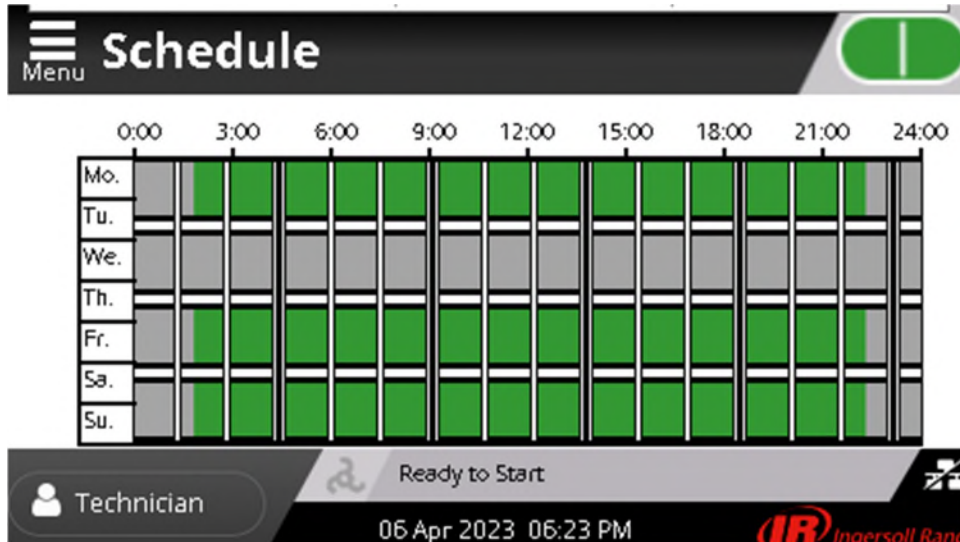 Menu Schedule
0:00 3:00 6:00 9:00 12:00 15:00 18:00 21:00 24:00
Mo.
Tu.
We.
Th.
Fr.
Sa.
Su.
Ready to Start
Technician
06 Apr 2023 06:23 PM
IR Ingersoll Rand